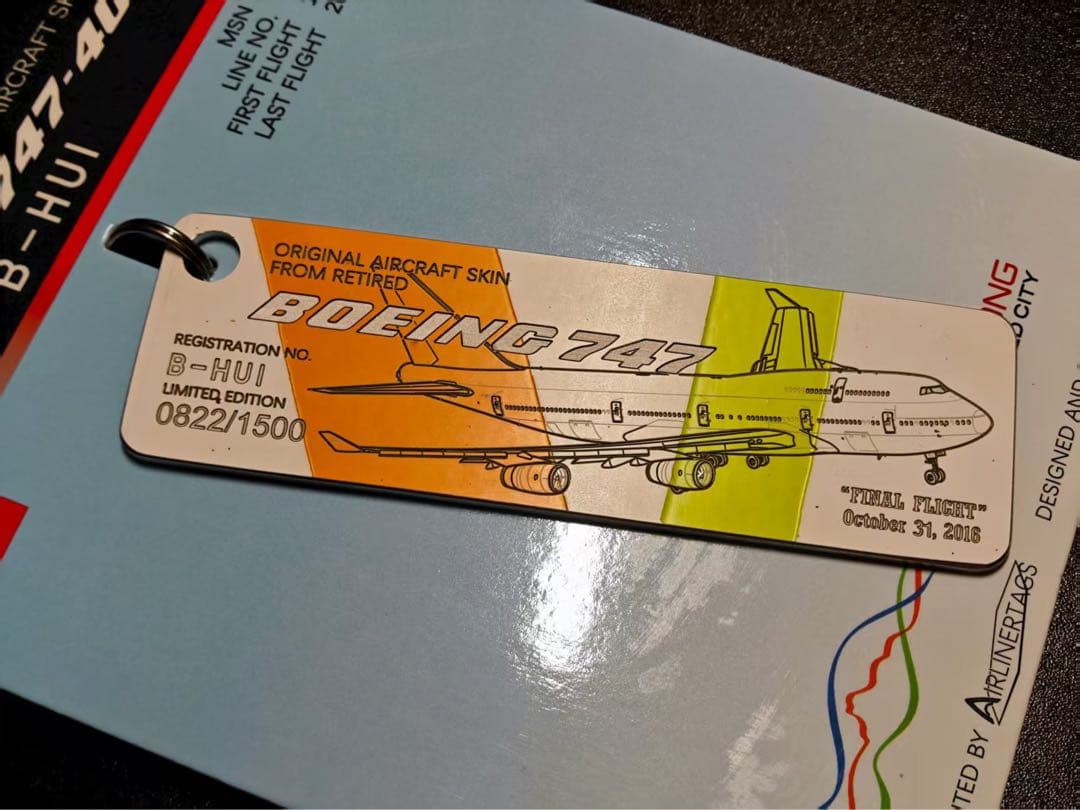 AIRCRAFT
747-40
B-HUI
MSN
LINE NO.
FIRST FLIGHT
LAST FLIGHT
ORIGINAL AIRCRAFT SKIN
FROM RETIRED
BOEING 747
REGISTRATION NO.
B-HUI
LIMITED EDITION
0822/1500
"FINAL FLIGHT"
October 31, 2016
CITY
DESIGNED AND
BY AIRLINERTAGS